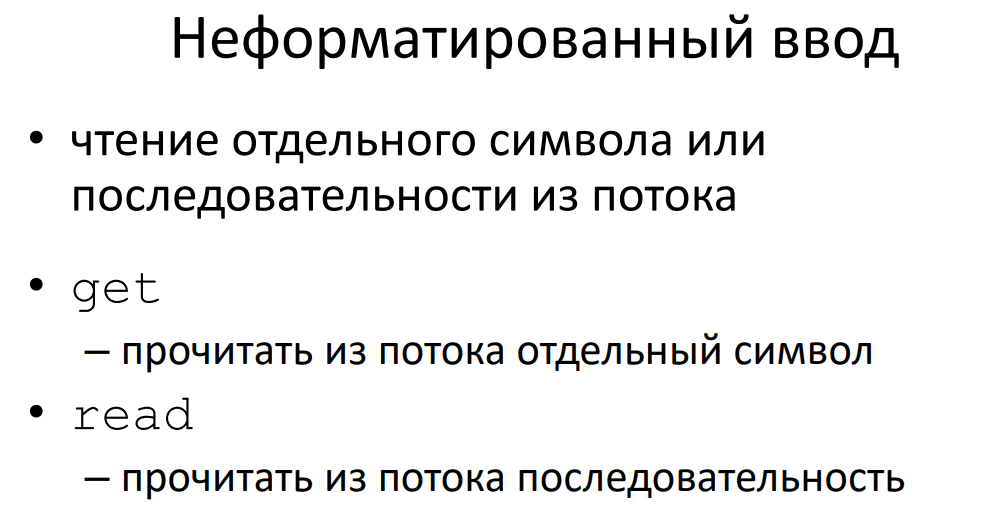 Неформатированный ввод
• чтение отдельного символа или
последовательности из потока
• get
– прочитать из потока отдельный символ
• read
– прочитать из потока последовательность